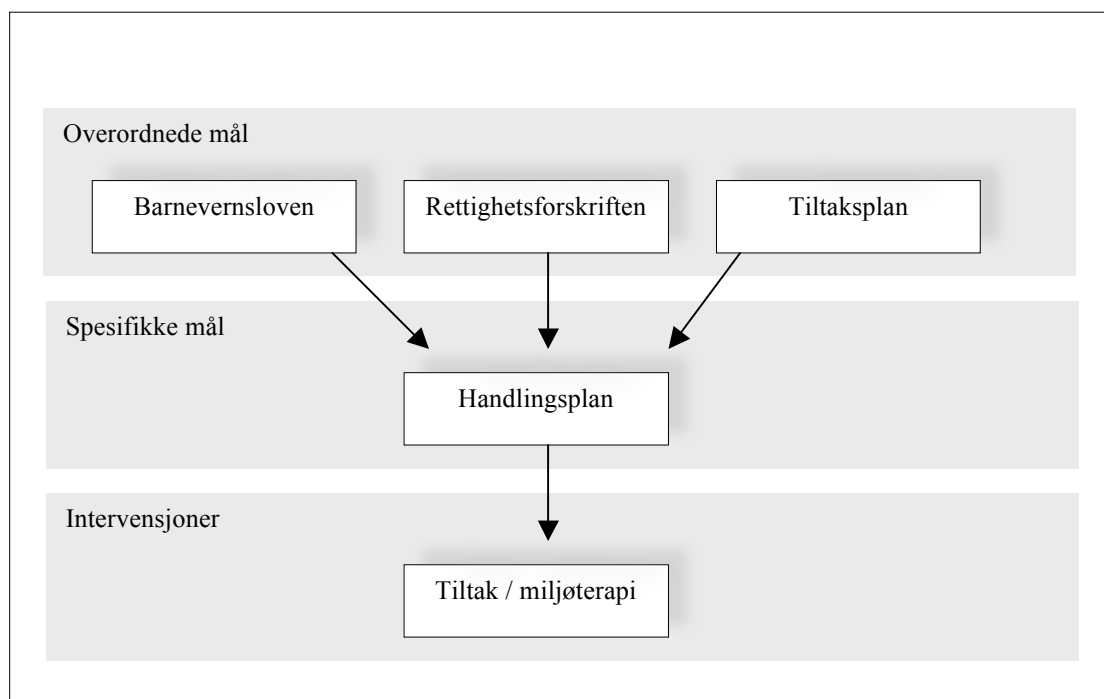 Overordnede mål
Barnevernsloven
Rettighetsforskriften
Tiltaksplan
Spesifikke mål
Handlingsplan
Intervensjoner
Tiltak / miljøterapi